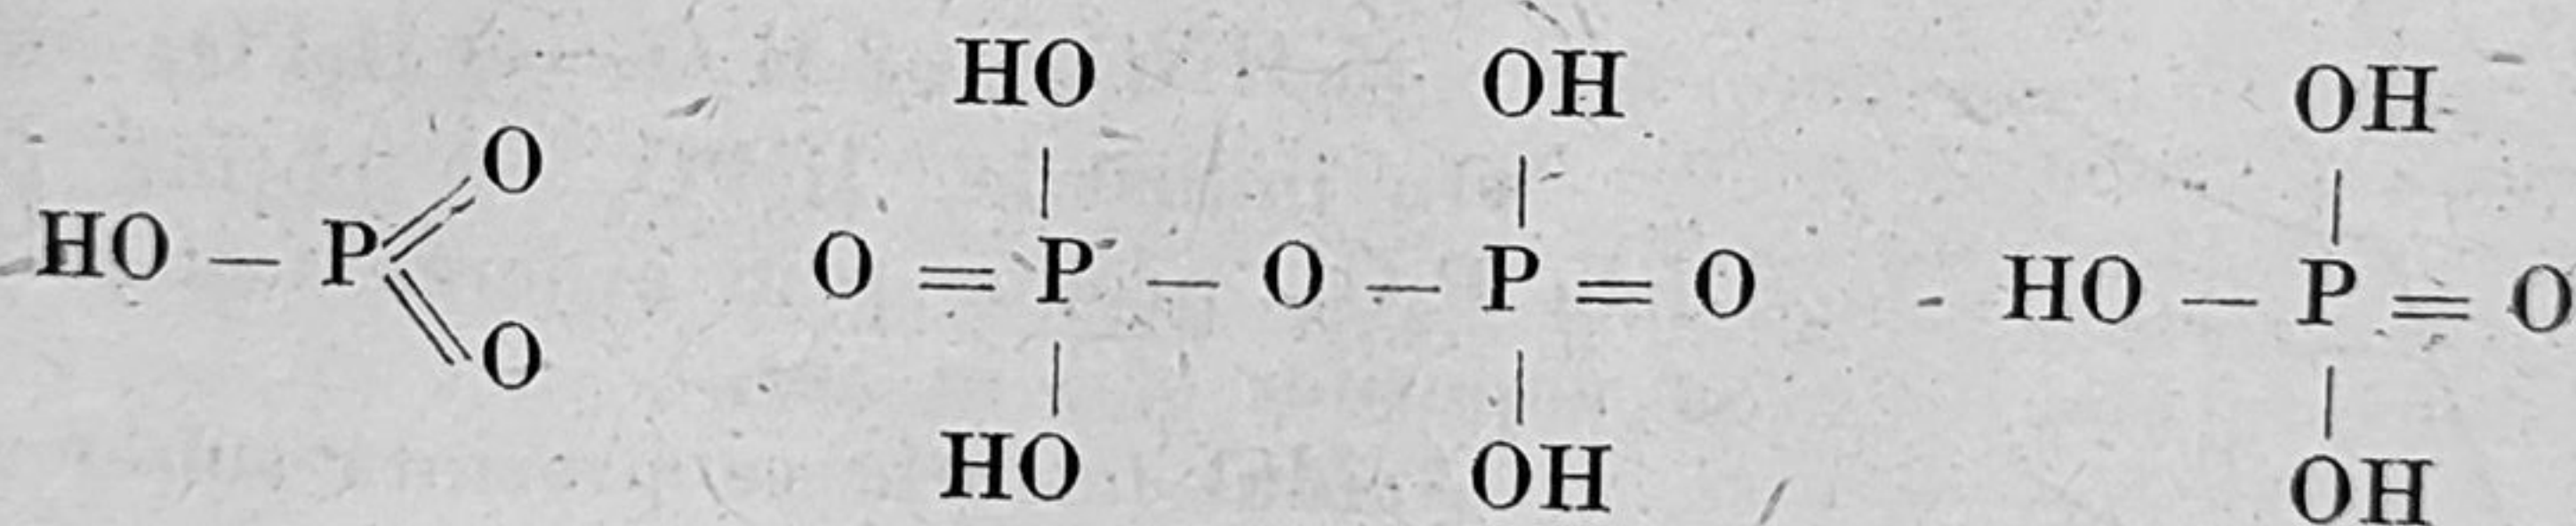 HO OH OH
O
HO – P O = P – O – P = O HO – P = O
O
HO OH OH